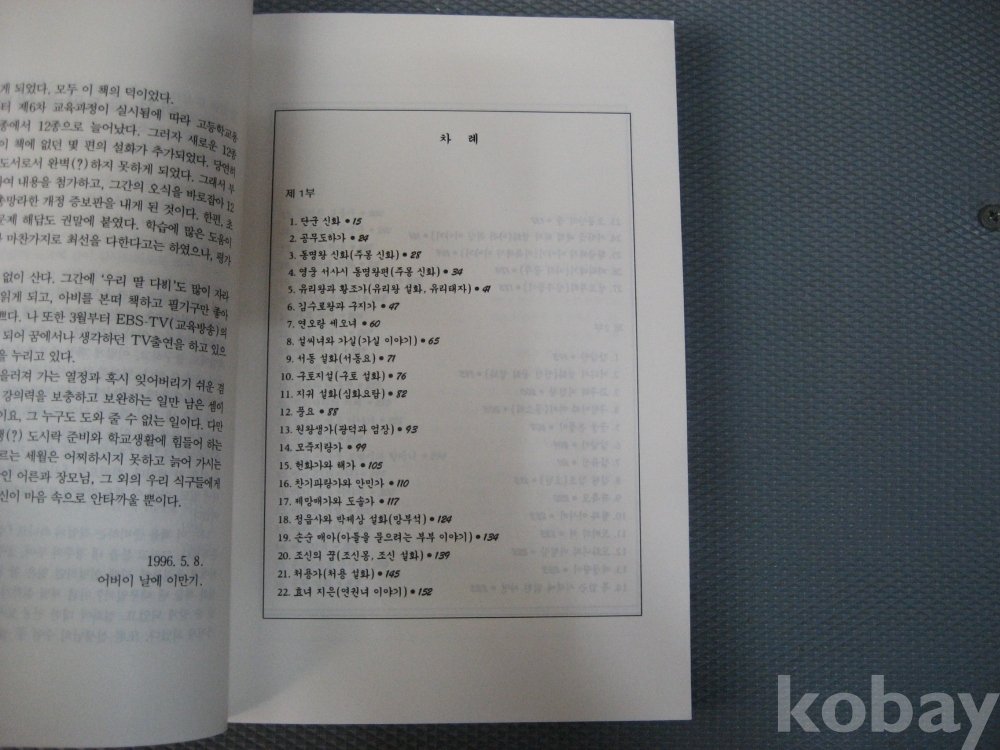 게 되었다. 모두 이 책의 덕이었다.
터 제6차 교육과정이 실시됨에 따라 고등학교용
종에서 12종으로 늘어났다. 그러자 새로운 12종
이 책에 없던 몇 편의 설화가 추가되었다. 당연히
도서로서 완벽(?)하지 못하게 되었다. 그래서 부
하여 내용을 첨가하고, 그간의 오식을 바로잡아 12
총망라한 개정 증보판을 내게 된 것이다. 한편, 초
문제 해답도 권말에 붙였다. 학습에 많은 도움이
마찬가지로 최선을 다한다고는 하였으나, 평가
없이 산다. 그간에 '우리 딸 다비'도 많이 자라
읽게 되고, 아비를 본떠 책하고 필기구만 좋아
쁘다. 나 또한 3월부터 EBS-TV(교육방송)의
되어 꿈에서나 생각하던 TV출연을 하고 있으
을 누리고 있다.
을러져 가는 열정과 혹시 잊어버리기 쉬운 겸
강의력을 보충하고 보완하는 일만 남은 셈이
이요, 그 누구도 도와 줄 수 없는 일이다. 다만
(?) 도시락 준비와 학교생활에 힘들어 하는
르는 세월은 어찌하시지 못하고 늙어 가시는
인 어른과 장모님, 그 외의 우리 식구들에게
신이 마음 속으로 안타까울 뿐이다.
1996. 5. 8.
어버이 날에 이만기.
차 례
제 1부
1. 단군 신화 • 15
2. 공무도하가 • 24
3. 동명왕 신화(주몽 신화) • 28
4. 영웅 서사시 동명왕편(주몽 신화) • 34
5. 유리왕과 황조가(유리왕 설화, 유리태자) • 41
6. 김수로왕과 구지가 • 47
7. 연오랑 세오녀 • 60
8. 설씨녀와 가실(가실 이야기) • 65
9. 서동 설화(서동요) • 71
10. 구토지설(구토 설화) • 76
11. 지귀 설화(심화요탑) • 82
12. 풍요 • 88
13. 원왕생가(광덕과 엄장) • 93
14. 모죽지랑가 • 99
15. 헌화가와 해가 • 105
16. 찬기파랑가와 안민가 • 110
17. 제망매가와 도솔가 • 117
18. 정읍사와 박제상 설화(망부석) • 124
19. 손순 매아(아들을 묻으려는 부부 이야기) • 134
20. 조신의 꿈(조신몽, 조신 설화) • 139
21. 처용가(처용 설화) • 145
22. 효녀 지은(연권녀 이야기) • 152
kobay